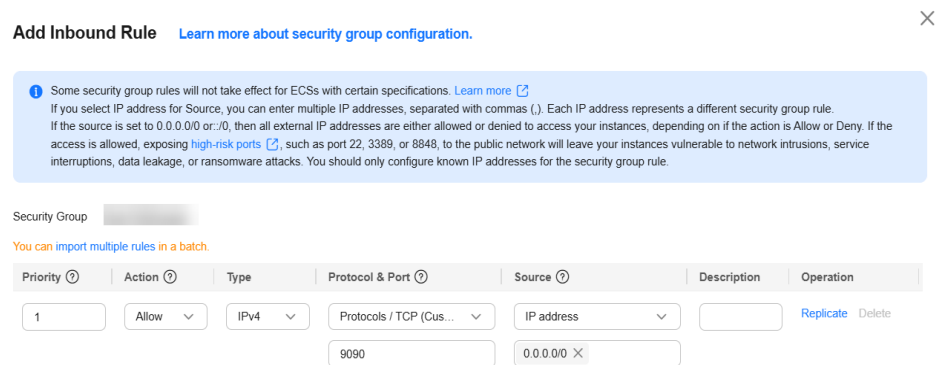 Add Inbound Rule Learn more about security group configuration.
Some security group rules will not take effect for ECSs with certain specifications. Learn more
If you select IP address for Source, you can enter multiple IP addresses, separated with commas (,). Each IP address represents a different security group rule.
If the source is set to 0.0.0.0/0 or::/0, then all external IP addresses are either allowed or denied to access your instances, depending on if the action is Allow or Deny. If the
access is allowed, exposing high-risk ports , such as port 22, 3389, or 8848, to the public network will leave your instances vulnerable to network intrusions, service
interruptions, data leakage, or ransomware attacks. You should only configure known IP addresses for the security group rule.
Security Group
You can import multiple rules in a batch.
Priority Action Type Protocol & Port Source Description Operation
1 Allow IPv4 Protocols / TCP (Cus... IP address Replicate Delete
9090 0.0.0.0/0